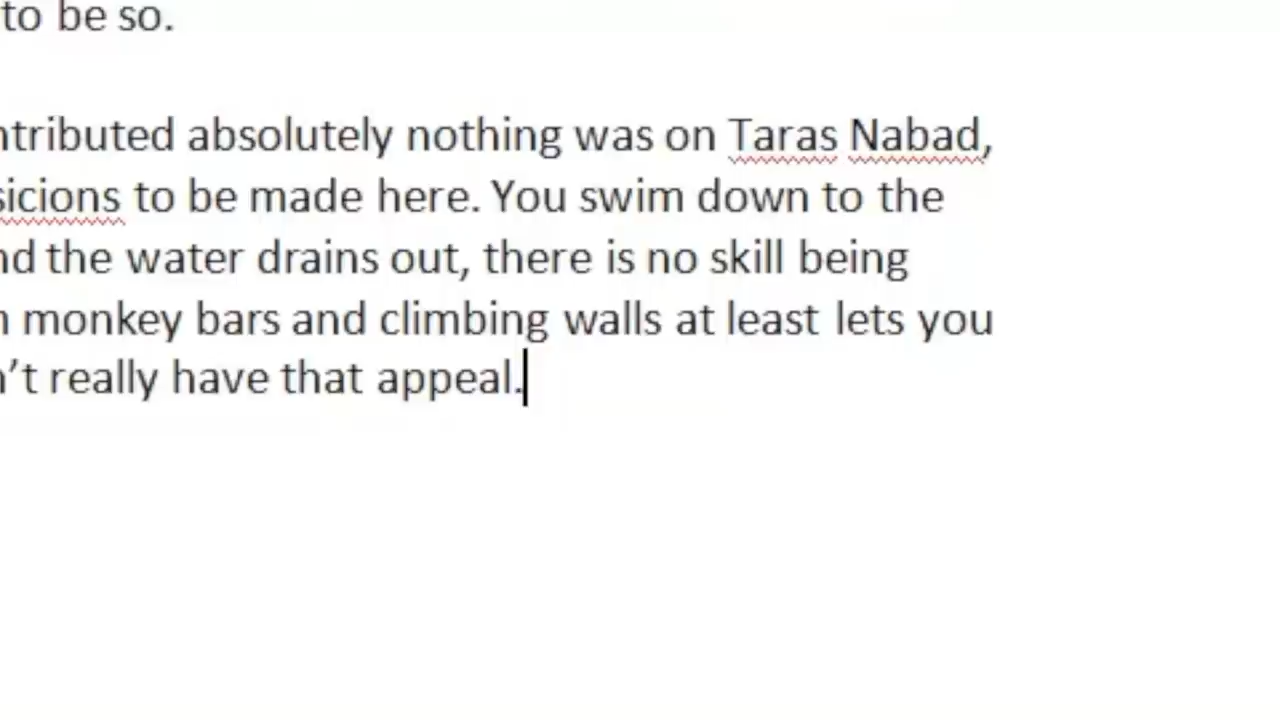 to be so.
ntributed absolutely nothing was on Taras Nabad,
sicions to be made here. You swim down to the
nd the water drains out, there is no skill being
monkey bars and climbing walls at least lets you
n’t really have that appeal.